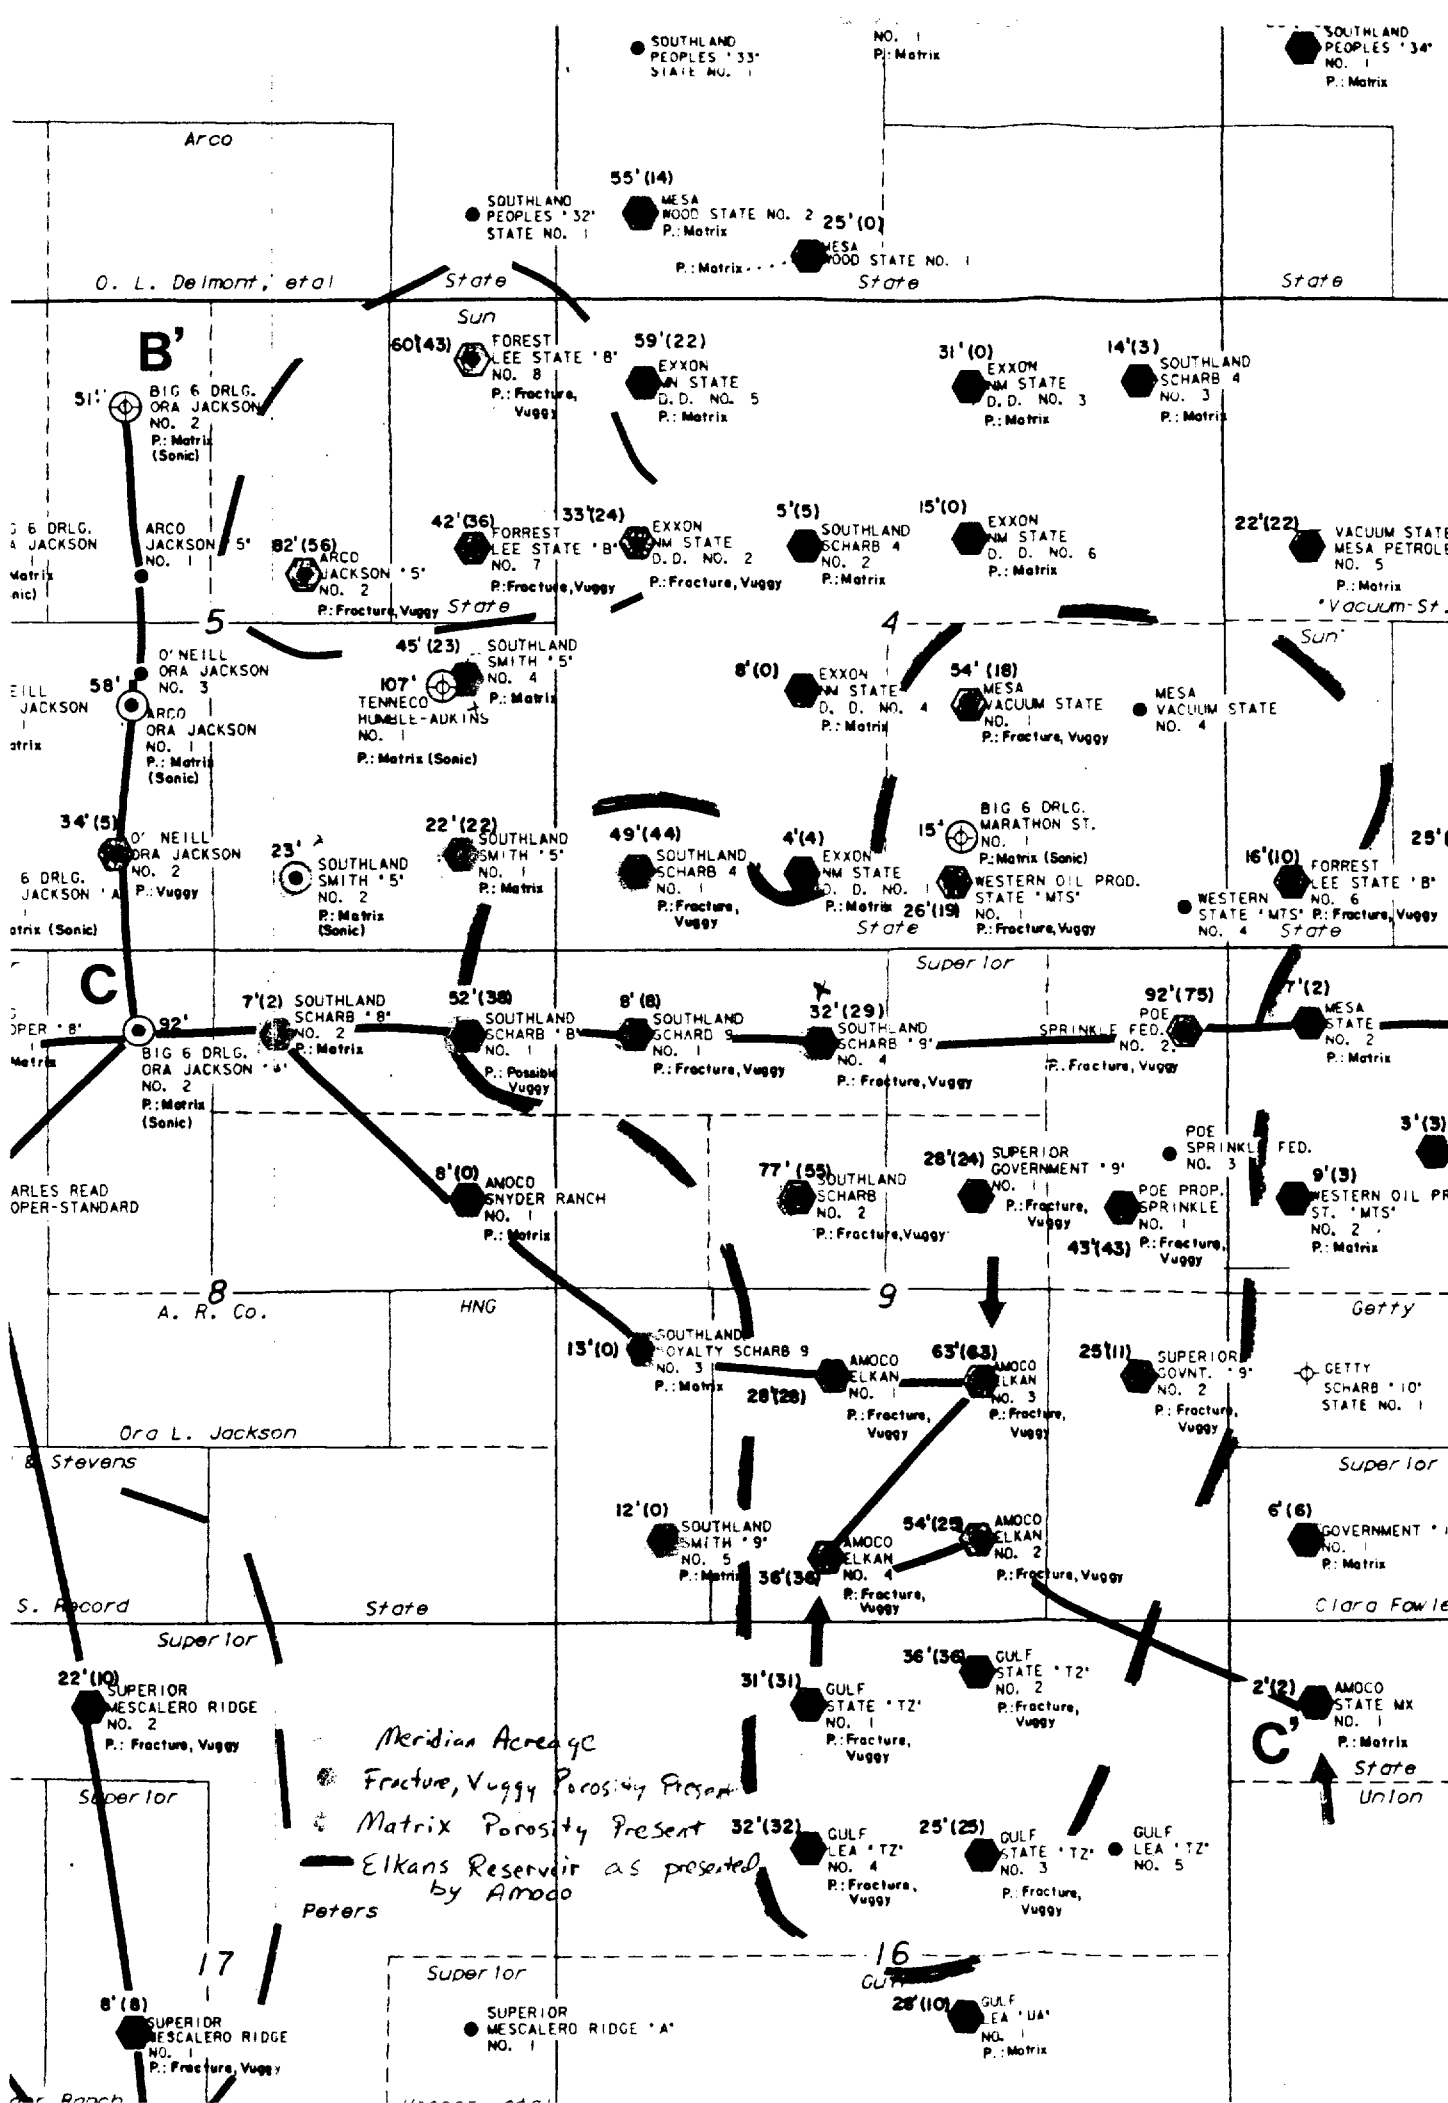 SOUTHLAND
PEOPLES "33"
STATE NO. 1
NO. 1
P.: Matrix
SOUTHLAND
PEOPLES "34"
NO. 1
P.: Matrix
Arco
SOUTHLAND
PEOPLES "32"
STATE NO. 1
55' (14)
MESA
WOOD STATE NO. 2
P.: Matrix
25' (0)
MESA
WOOD STATE NO. 1
P.: Matrix
O. L. Delmont, etal
State
State
State
B'
Sun
51'
BIG 6 DRLG.
ORA JACKSON
NO. 2
P.: Matrix
(Sonic)
60'(43)
FOREST
LEE STATE "B"
NO. 8
P.: Fracture,
Vuggy
59'(22)
EXXON
NM STATE
D.D. NO. 5
P.: Matrix
31'(0)
EXXON
NM STATE
D.D. NO. 3
P.: Matrix
14'(3)
SOUTHLAND
SCHARB 4
NO. 3
P.: Matrix
6 DRLG.
JACKSON
Matrix
ARCO
JACKSON "5"
NO. 1
82' (56)
ARCO
JACKSON "5"
NO. 2
P.: Fracture, Vuggy
42'(36)
FORREST
LEE STATE "B"
NO. 7
P.: Fracture, Vuggy
33'(24)
EXXON
NM STATE
D.D. NO. 2
P.: Fracture, Vuggy
5'(5)
SOUTHLAND
SCHARB 4
NO. 2
P.: Matrix
15'(0)
EXXON
NM STATE
D. D. NO. 6
P.: Matrix
22'(22)
VACUUM STATE
MESA PETROLE
NO. 5
P.: Matrix
State
"Vacuum-St.
5
4
Sun
O'NEILL
ORA JACKSON
NO. 3
58'
ARCO
ORA JACKSON
NO. 1
P.: Matrix
(Sonic)
EILL
JACKSON
atrix
45' (23)
SOUTHLAND
SMITH "5"
NO. 4
P.: Matrix
107'
TENNECO
HUMBLE-ADKINS
NO. 1
P.: Matrix (Sonic)
8'(0)
EXXON
NM STATE
D. D. NO. 4
P.: Matrix
54' (18)
MESA
VACUUM STATE
NO. 1
P.: Fracture, Vuggy
MESA
VACUUM STATE
NO. 4
34'(5)
O' NEILL
ORA JACKSON
NO. 2
P.: Vuggy
6 DRLG.
JACKSON "A"
atrix (Sonic)
23'
SOUTHLAND
SMITH "5"
NO. 2
P.: Matrix
(Sonic)
22'(22)
SOUTHLAND
SMITH "5"
NO. 1
P.: Matrix
49'(44)
SOUTHLAND
SCHARB 4
NO. 1
P.: Fracture,
Vuggy
4'(4)
EXXON
NM STATE
D. D. NO. 1
P.: Matrix
15'
BIG 6 DRLG.
MARATHON ST.
NO. 1
P.: Matrix (Sonic)
26'(19)
WESTERN OIL PROD.
STATE "MTS"
NO. 1
P.: Fracture, Vuggy
WESTERN
STATE "MTS"
NO. 4
16'(10)
FORREST
LEE STATE "B"
NO. 6
P.: Fracture, Vuggy
25'(
State
State
Superior
C
OPER "B"
Matrix
92'
BIG 6 DRLG.
ORA JACKSON "A"
NO. 2
P.: Matrix
(Sonic)
7'(2)
SOUTHLAND
SCHARB "8"
NO. 2
P.: Matrix
52'(38)
SOUTHLAND
SCHARB "8"
NO. 1
P.: Possible
Vuggy
8'(8)
SOUTHLAND
SCHARB 9
NO. 1
P.: Fracture, Vuggy
32'(29)
SOUTHLAND
SCHARB "9"
NO. 4
P.: Fracture, Vuggy
92'(75)
POE
SPRINKLE FED.
NO. 2
P.: Fracture, Vuggy
7'(2)
MESA
STATE
NO. 2
P.: Matrix
ARLES READ
OPER-STANDARD
8'(0)
AMOCO
SNYDER RANCH
NO. 1
P.: Matrix
77' (55)
SOUTHLAND
SCHARB
NO. 2
P.: Fracture, Vuggy
28'(24)
SUPERIOR
GOVERNMENT "9"
NO. 1
P.: Fracture,
Vuggy
POE
SPRINKLE FED.
NO. 3
POE PROP.
SPRINKLE
NO. 1
43'(43)
P.: Fracture,
Vuggy
3'(3)
9'(3)
WESTERN OIL PR
ST. "MTS"
NO. 2
P.: Matrix
8
A. R. Co.
HNG
9
Getty
13'(0)
SOUTHLAND
ROYALTY SCHARB 9
NO. 3
P.: Matrix
28'(28)
AMOCO
ELKAN
NO. 1
P.: Fracture,
Vuggy
63'(63)
AMOCO
ELKAN
NO. 3
P.: Fracture,
Vuggy
25'(11)
SUPERIOR
GOVNT. "9"
NO. 2
P.: Fracture,
Vuggy
GETTY
SCHARB "10"
STATE NO. 1
Ora L. Jackson
& Stevens
Superior
12'(0)
SOUTHLAND
SMITH "9"
NO. 5
P.: Matrix
36'(36)
AMOCO
ELKAN
NO. 4
P.: Fracture,
Vuggy
54'(25)
AMOCO
ELKAN
NO. 2
P.: Fracture, Vuggy
6'(6)
GOVERNMENT
NO. 1
P.: Matrix
S. Record
State
Clara Fowle
Superior
22'(10)
SUPERIOR
MESCALERO RIDGE
NO. 2
P.: Fracture, Vuggy
31'(31)
GULF
STATE "TZ"
NO. 1
P.: Fracture,
Vuggy
36'(36)
GULF
STATE "TZ"
NO. 2
P.: Fracture,
Vuggy
2'(2)
AMOCO
STATE MX
NO. 1
P.: Matrix
C'
State
Union
Meridian Acreage
Fracture, Vuggy Porosity Present
Matrix Porosity Present
Elkans Reservoir as presented
by Amoco
Superior
32'(32)
GULF
LEA "TZ"
NO. 4
P.: Fracture,
Vuggy
25'(25)
GULF
STATE "TZ"
NO. 3
P.: Fracture,
Vuggy
GULF
LEA "TZ"
NO. 5
Peters
17
16
Superior
Gulf
8'(8)
SUPERIOR
MESCALERO RIDGE
NO. 1
P.: Fracture, Vuggy
SUPERIOR
MESCALERO RIDGE "A"
NO. 1
28'(10)
GULF
LEA "UA"
NO. 1
P.: Matrix
Ranch